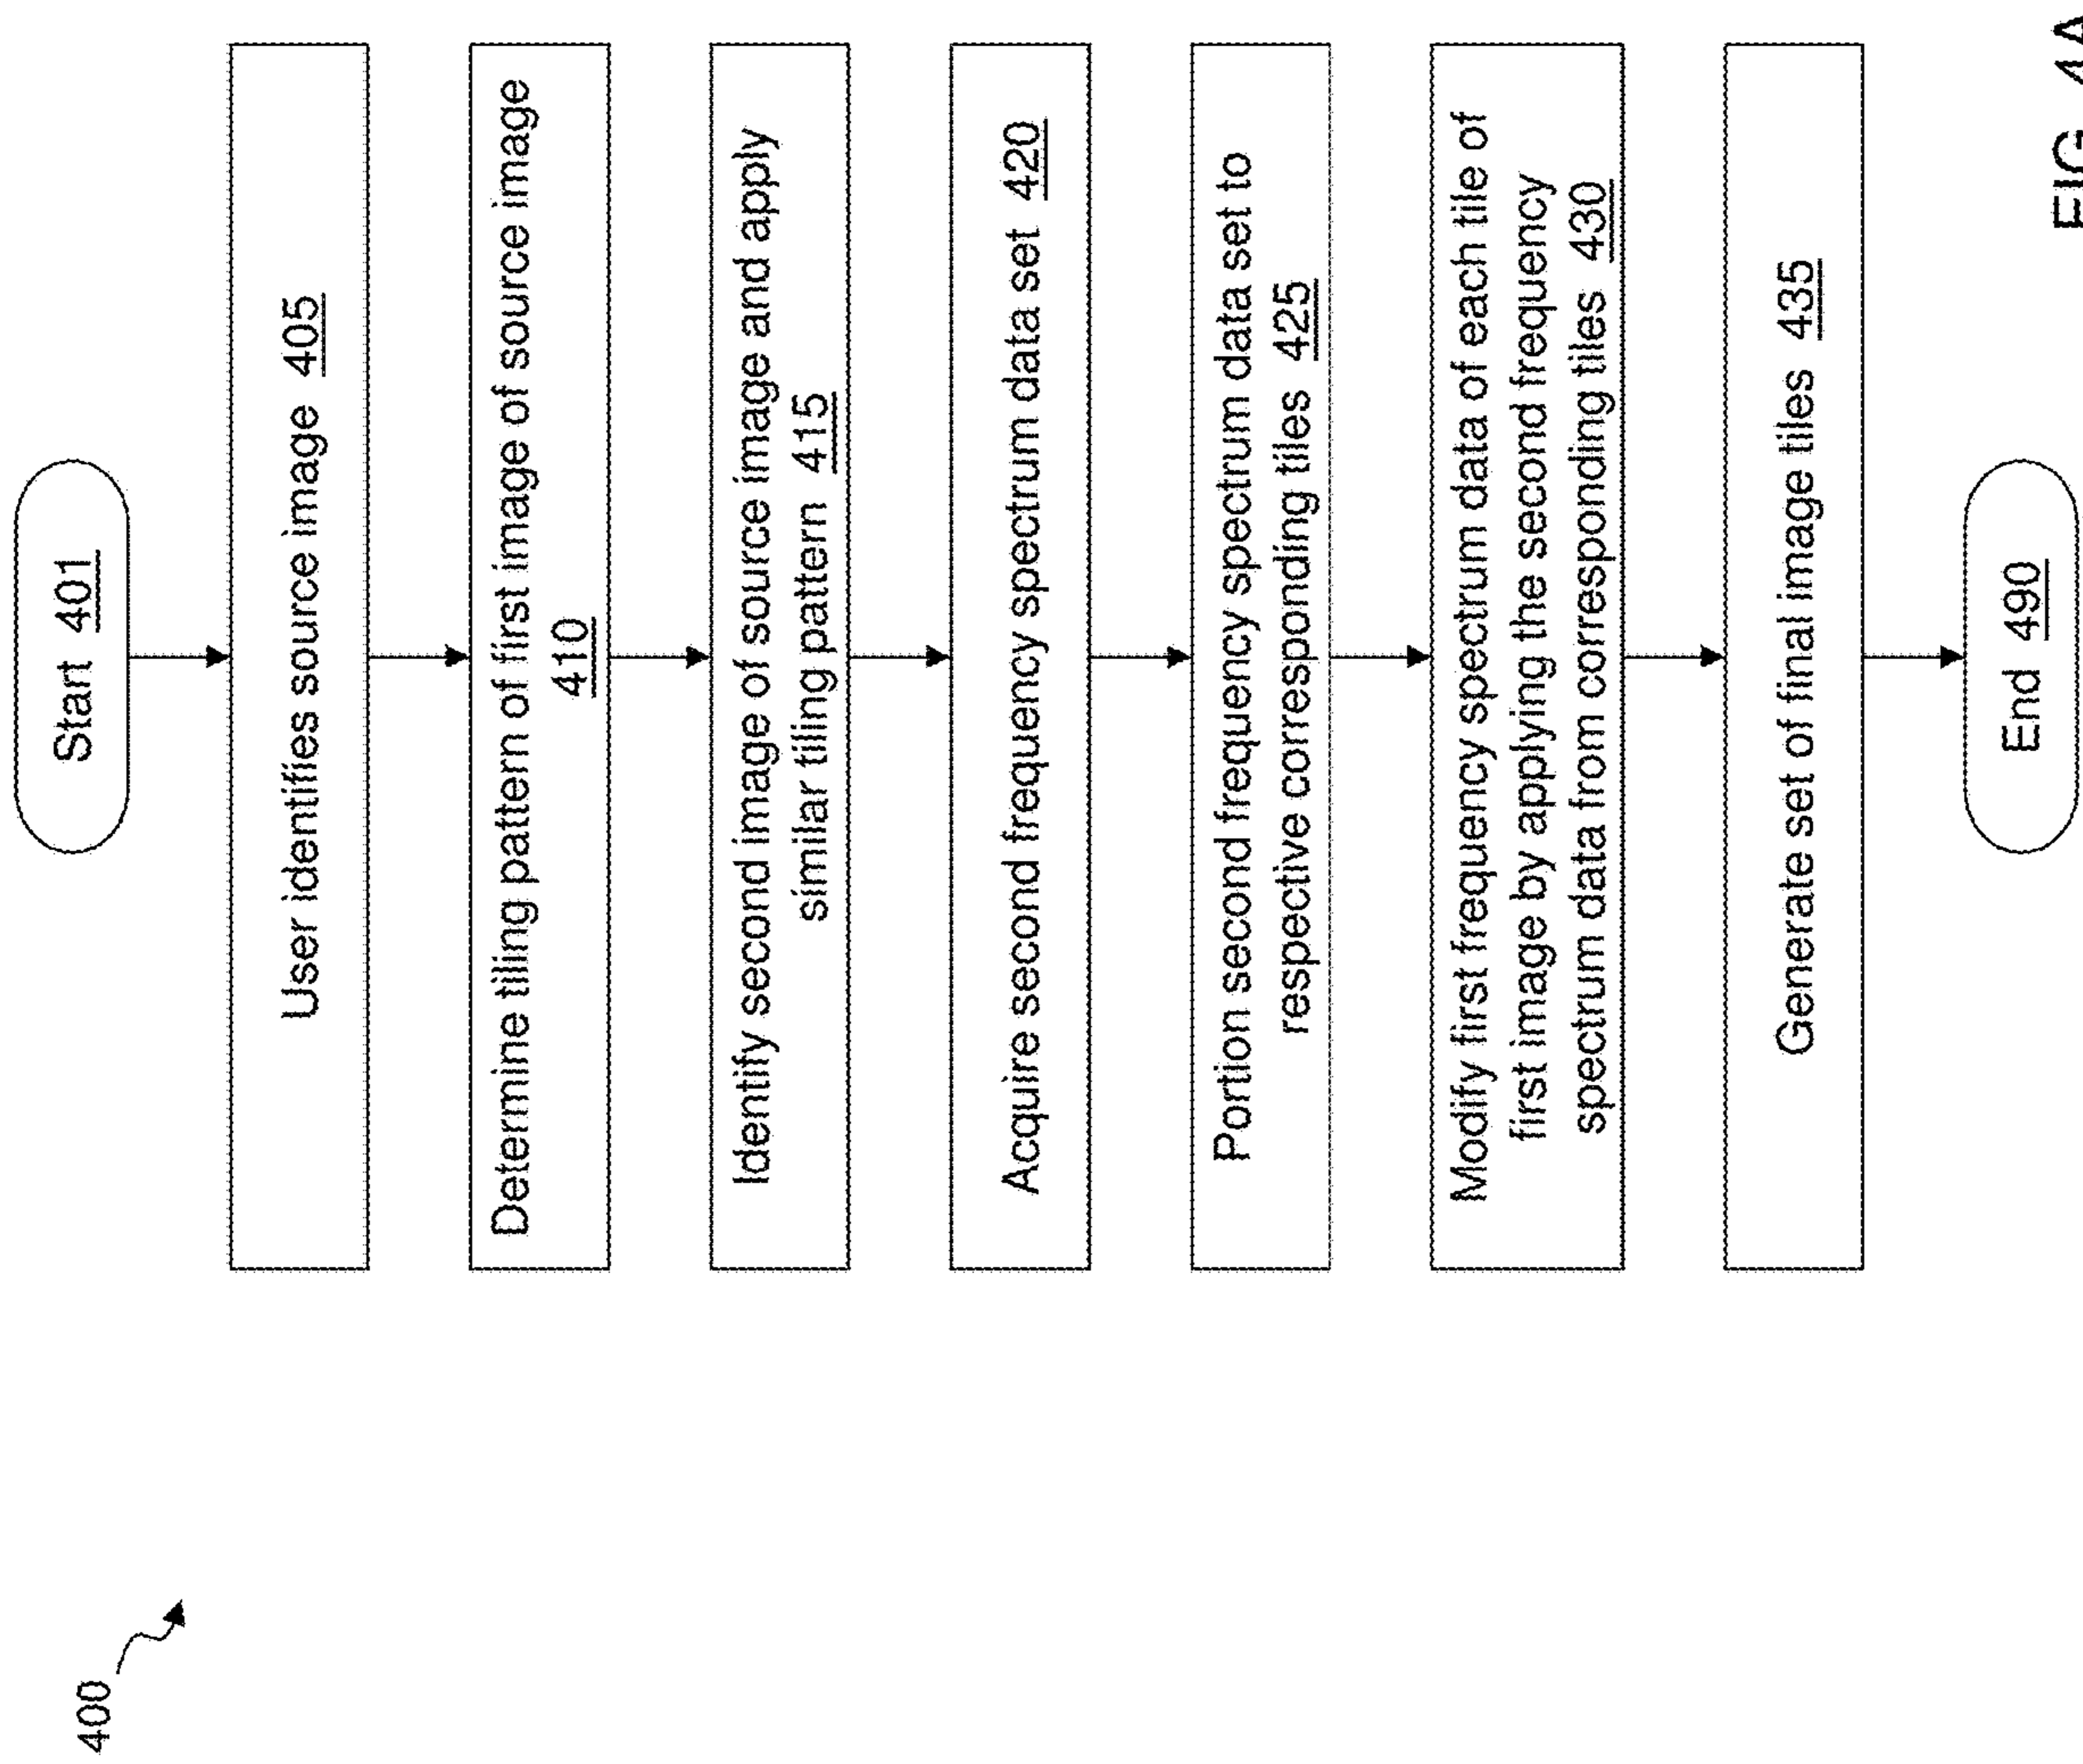 400
Start 401
User identifies source image 405
Determine tiling pattern of first image of source image
410
Identify second image of source image and apply
similar tiling pattern 415
Acquire second frequency spectrum data set 420
Portion second frequency spectrum data set to
respective corresponding tiles 425
Modify first frequency spectrum data of each tile of
first image by applying the second frequency
spectrum data from corresponding tiles 430
Generate set of final image tiles 435
End 490
FIG. 4A